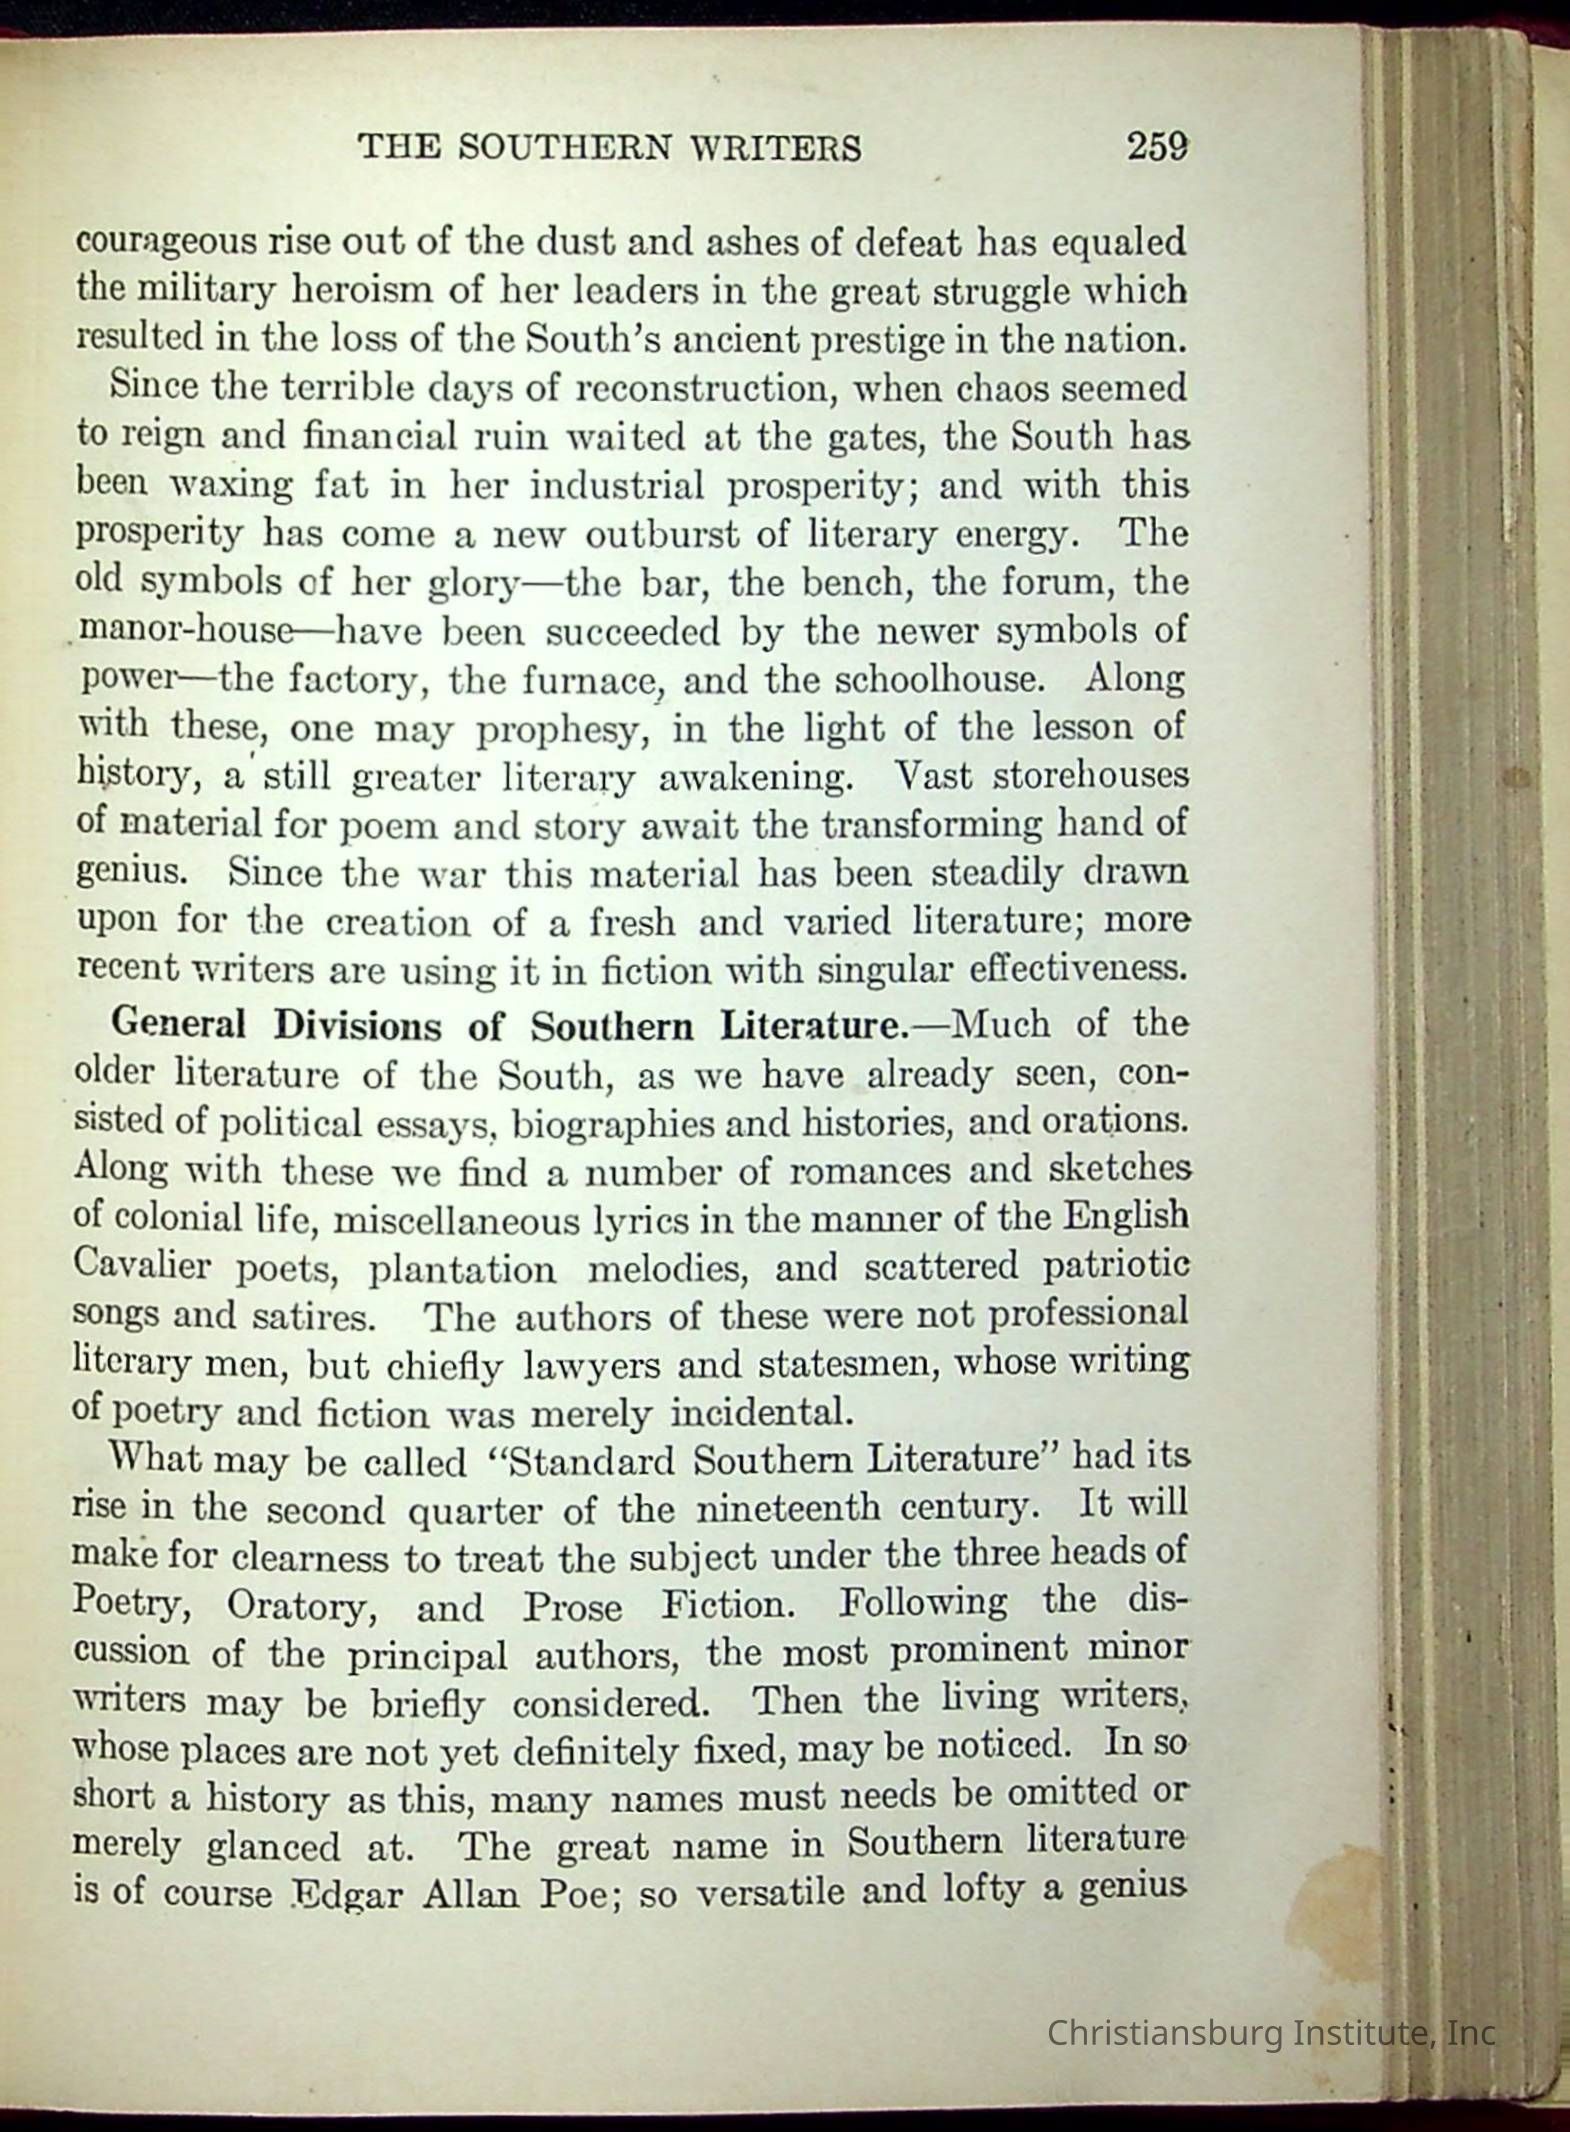 THE SOUTHERN WRITERS 259
courageous rise out of the dust and ashes of defeat has equaled
the military heroism of her leaders in the great struggle which
resulted in the loss of the South's ancient prestige in the nation.
Since the terrible days of reconstruction, when chaos seemed
to reign and financial ruin waited at the gates, the South has
been waxing fat in her industrial prosperity; and with this
prosperity has come a new outburst of literary energy. The
old symbols of her glory—the bar, the bench, the forum, the
manor-house—have been succeeded by the newer symbols of
power—the factory, the furnace, and the schoolhouse. Along
with these, one may prophesy, in the light of the lesson of
history, a still greater literary awakening. Vast storehouses
of material for poem and story await the transforming hand of
genius. Since the war this material has been steadily drawn
upon for the creation of a fresh and varied literature; more
recent writers are using it in fiction with singular effectiveness.
General Divisions of Southern Literature.—Much of the
older literature of the South, as we have already seen, con-
sisted of political essays, biographies and histories, and orations.
Along with these we find a number of romances and sketches
of colonial life, miscellaneous lyrics in the manner of the English
Cavalier poets, plantation melodies, and scattered patriotic
songs and satires. The authors of these were not professional
literary men, but chiefly lawyers and statesmen, whose writing
of poetry and fiction was merely incidental.
What may be called “Standard Southern Literature” had its
rise in the second quarter of the nineteenth century. It will
make for clearness to treat the subject under the three heads of
Poetry, Oratory, and Prose Fiction. Following the dis-
cussion of the principal authors, the most prominent minor
writers may be briefly considered. Then the living writers,
whose places are not yet definitely fixed, may be noticed. In so
short a history as this, many names must needs be omitted or
merely glanced at. The great name in Southern literature
is of course Edgar Allan Poe; so versatile and lofty a genius
Christiansburg Institute, Inc